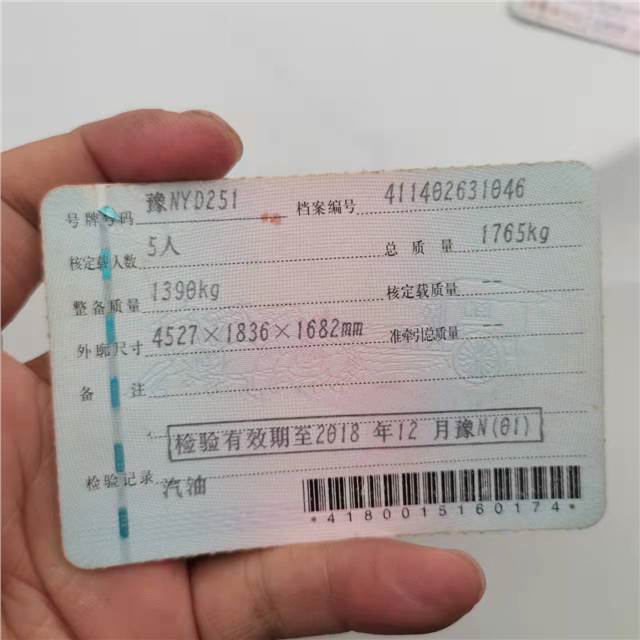 号牌号码 豫NYD251 档案编号 411402631046
核定载人数 5人 总质量 1765kg
整备质量 1390kg 核定载质量 --
外廓尺寸 4527×1836×1682mm 准牵引总质量 --
备注
检验有效期至2018年12月豫N(01)
检验记录 汽油
*4180015160174*